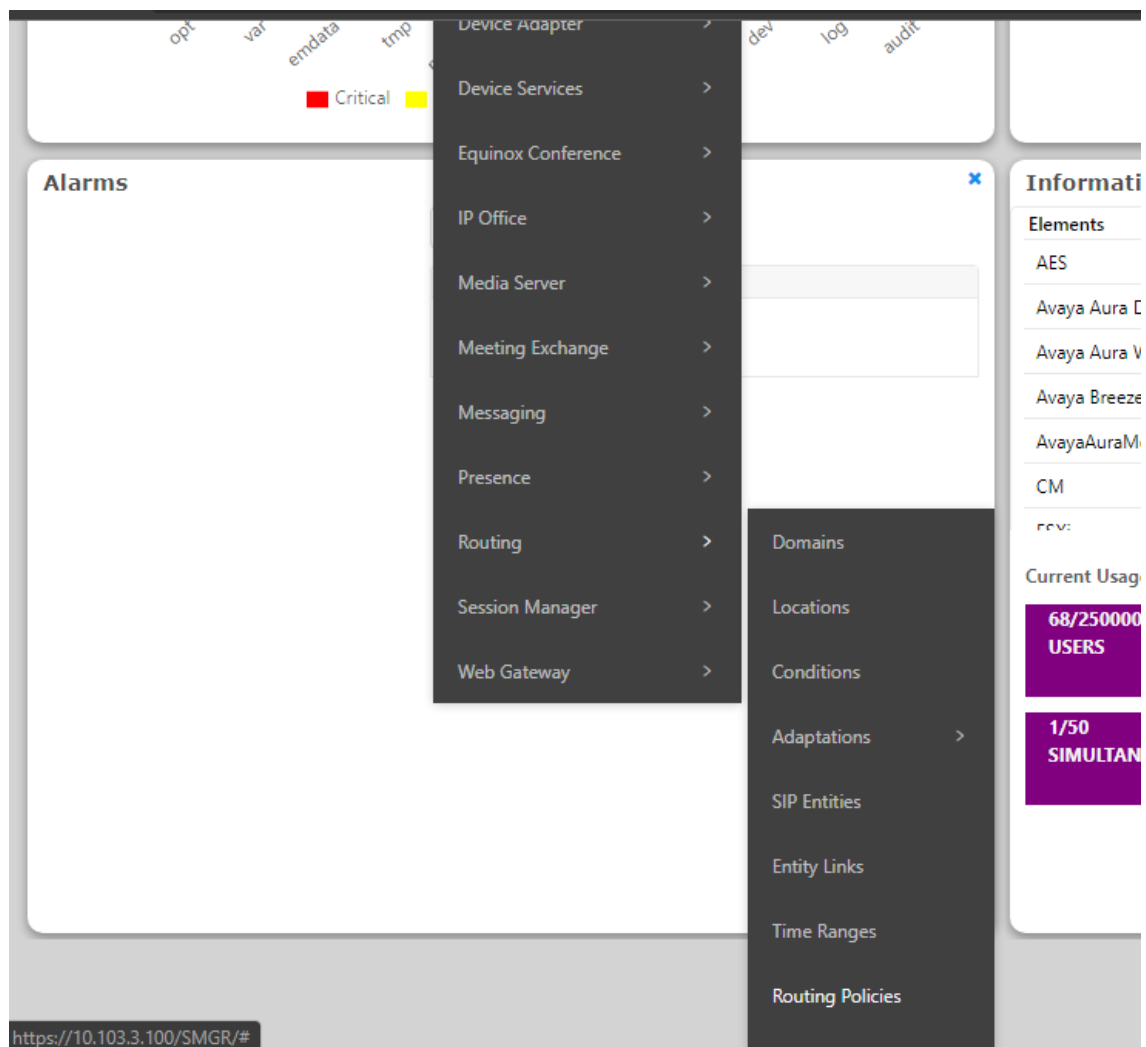 opt
var
emdata
tmp
dev
log
audit
Critical
Device Adapter
Device Services
Equinox Conference
IP Office
Media Server
Meeting Exchange
Messaging
Presence
Routing
Session Manager
Web Gateway
Domains
Locations
Conditions
Adaptations
SIP Entities
Entity Links
Time Ranges
Routing Policies
Alarms
Informati
Elements
AES
Avaya Aura D
Avaya Aura W
Avaya Breeze
AvayaAuraMe
CM
ESXi
Current Usage
68/250000
USERS
1/50
SIMULTAN
https://10.103.3.100/SMGR/#